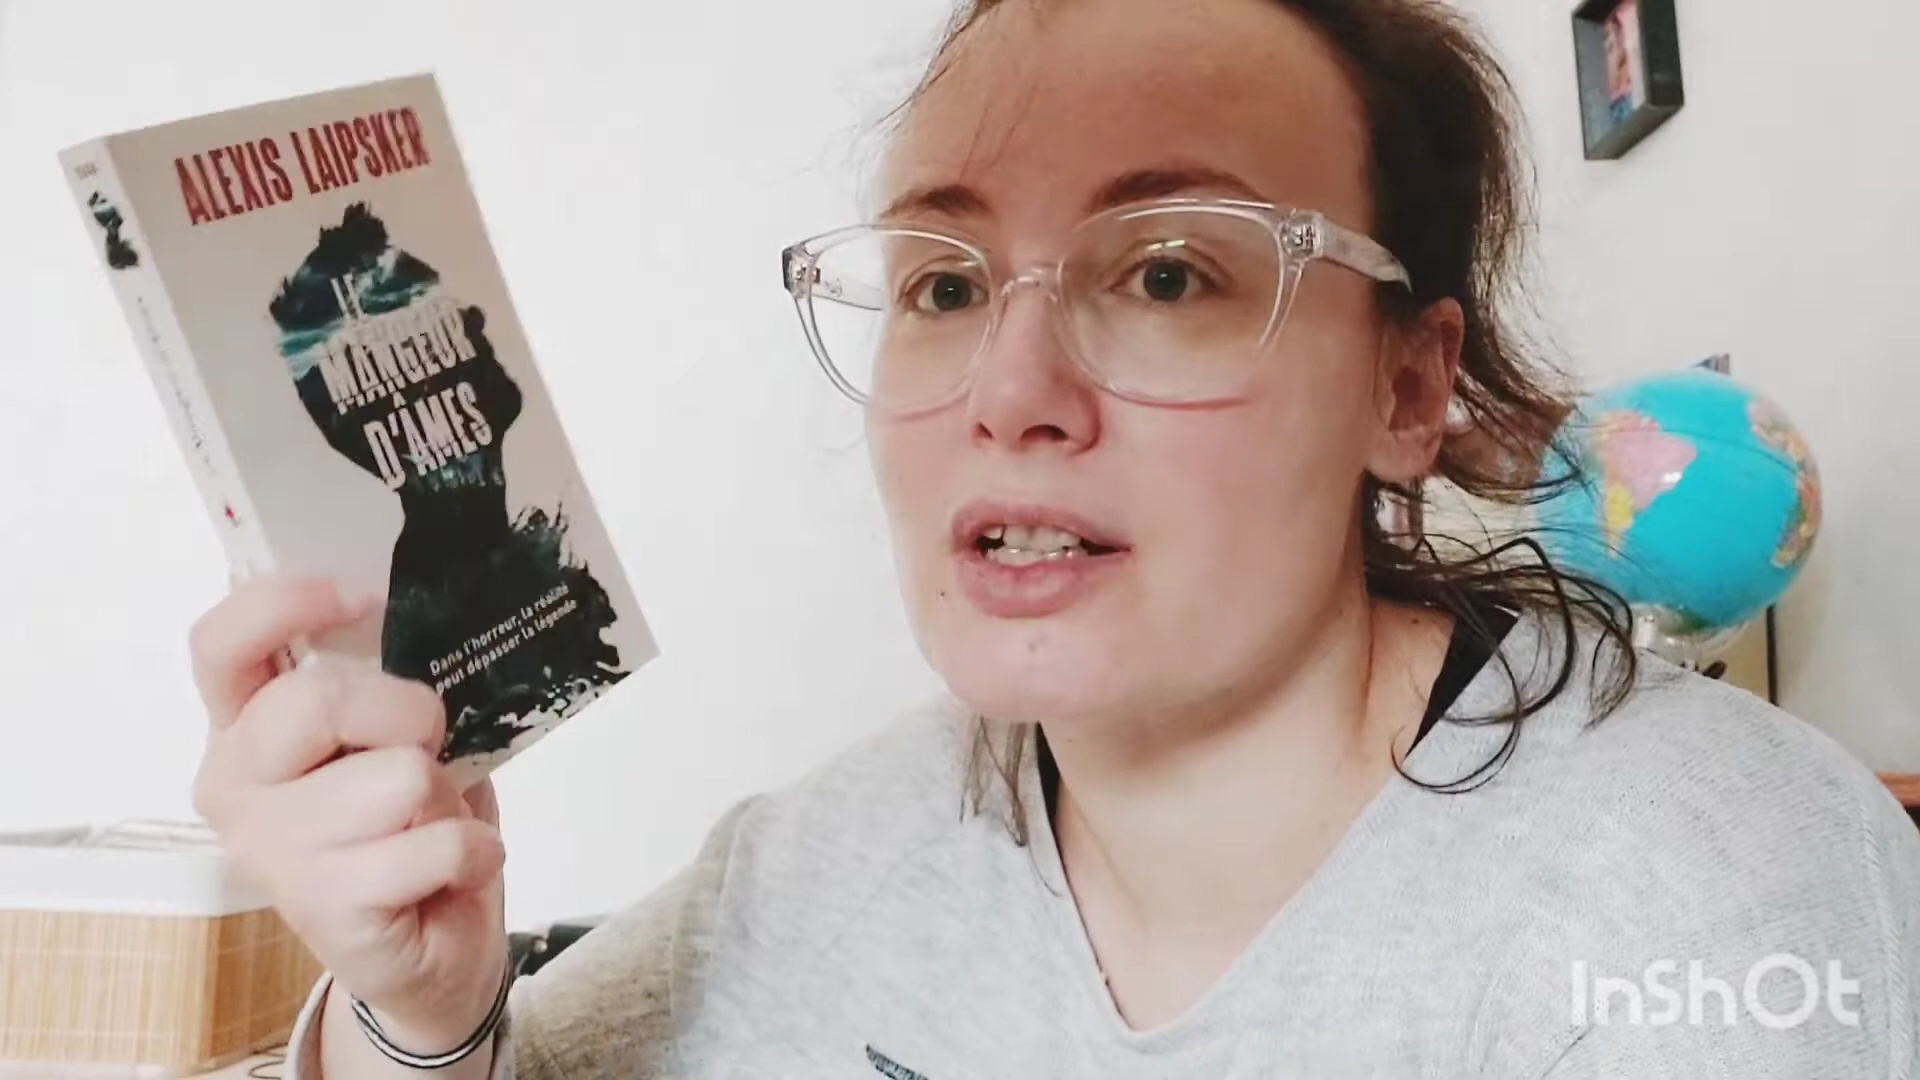 ALEXIS LAIPSKER
LE
MANGEUR
D'ÂMES
Dans l'horreur, la réalité
peut dépasser la légende
InShOt